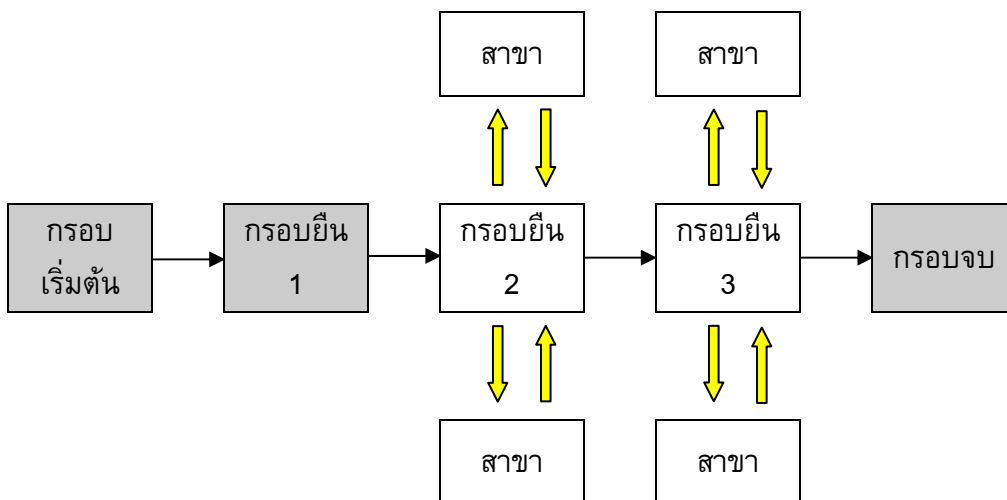 สาขา
สาขา
กรอบ
เริ่มต้น
กรอบยืน
1
กรอบยืน
2
กรอบยืน
3
กรอบจบ
สาขา
สาขา